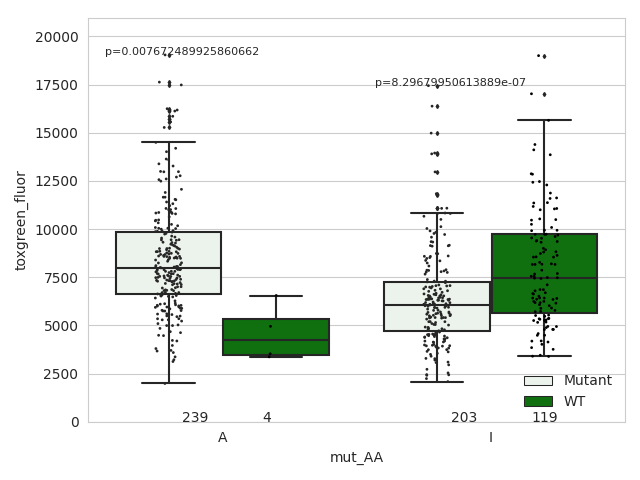 20000
p=0.007672489925860662
17500
p=8.29679950613889e-07
15000
12500
10000
7500
5000
2500
0
toxgreen_fluor
Mutant
WT
239 4 203 119
A I
mut_AA